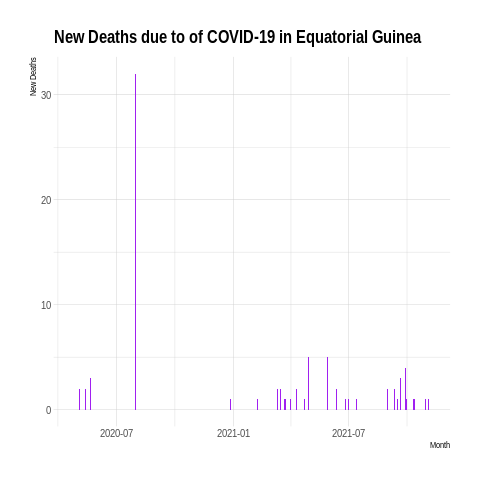 New Deaths due to of COVID-19 in Equatorial Guinea
New Deaths
30
20
10
0
2020-07 2021-01 2021-07
Month